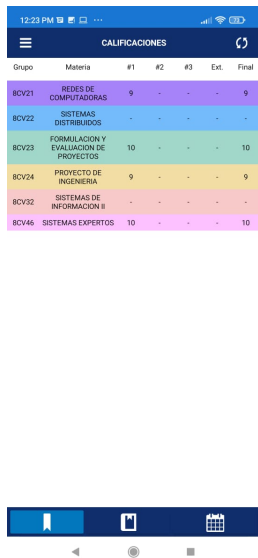 12:23 PM ...
73
CALIFICACIONES
Grupo Materia #1 #2 #3 Ext. Final
8CV21 REDES DE COMPUTADORAS 9 - - - 9
8CV22 SISTEMAS DISTRIBUIDOS - - - - -
8CV23 FORMULACION Y EVALUACION DE PROYECTOS 10 - - - 10
8CV24 PROYECTO DE INGENIERIA 9 - - - 9
8CV32 SISTEMAS DE INFORMACION II - - - - -
8CV46 SISTEMAS EXPERTOS 10 - - - 10